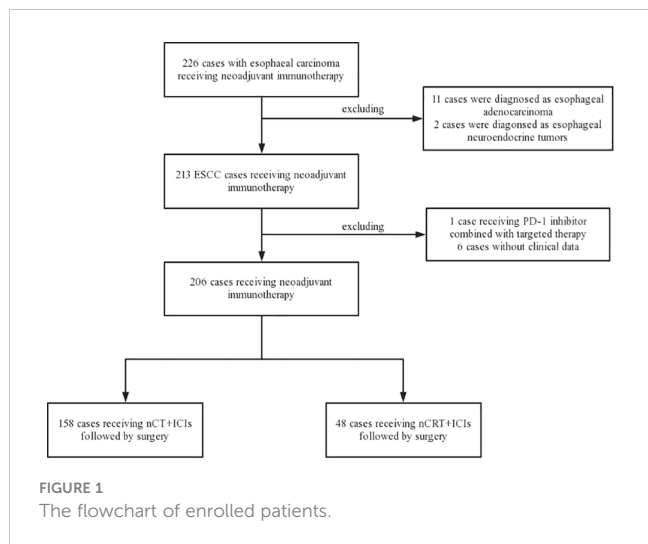 226 cases with esophaeal carcinoma
receiving neoadjuvant immunotherapy
excluding
11 cases were diagnosed as esophageal
adenocarcinoma
2 cases were diagonsed as esophageal
neuroendocrine tumors
213 ESCC cases receiving neoadjuvant
immunotherapy
excluding
1 case receiving PD-1 inhibitor
combined with targeted therapy
6 cases without clinical data
206 cases receiving neoadjuvant
immunotherapy
158 cases receiving nCT+ICIs
followed by surgery
48 cases receiving nCRT+ICIs
followed by surgery
FIGURE 1
The flowchart of enrolled patients.